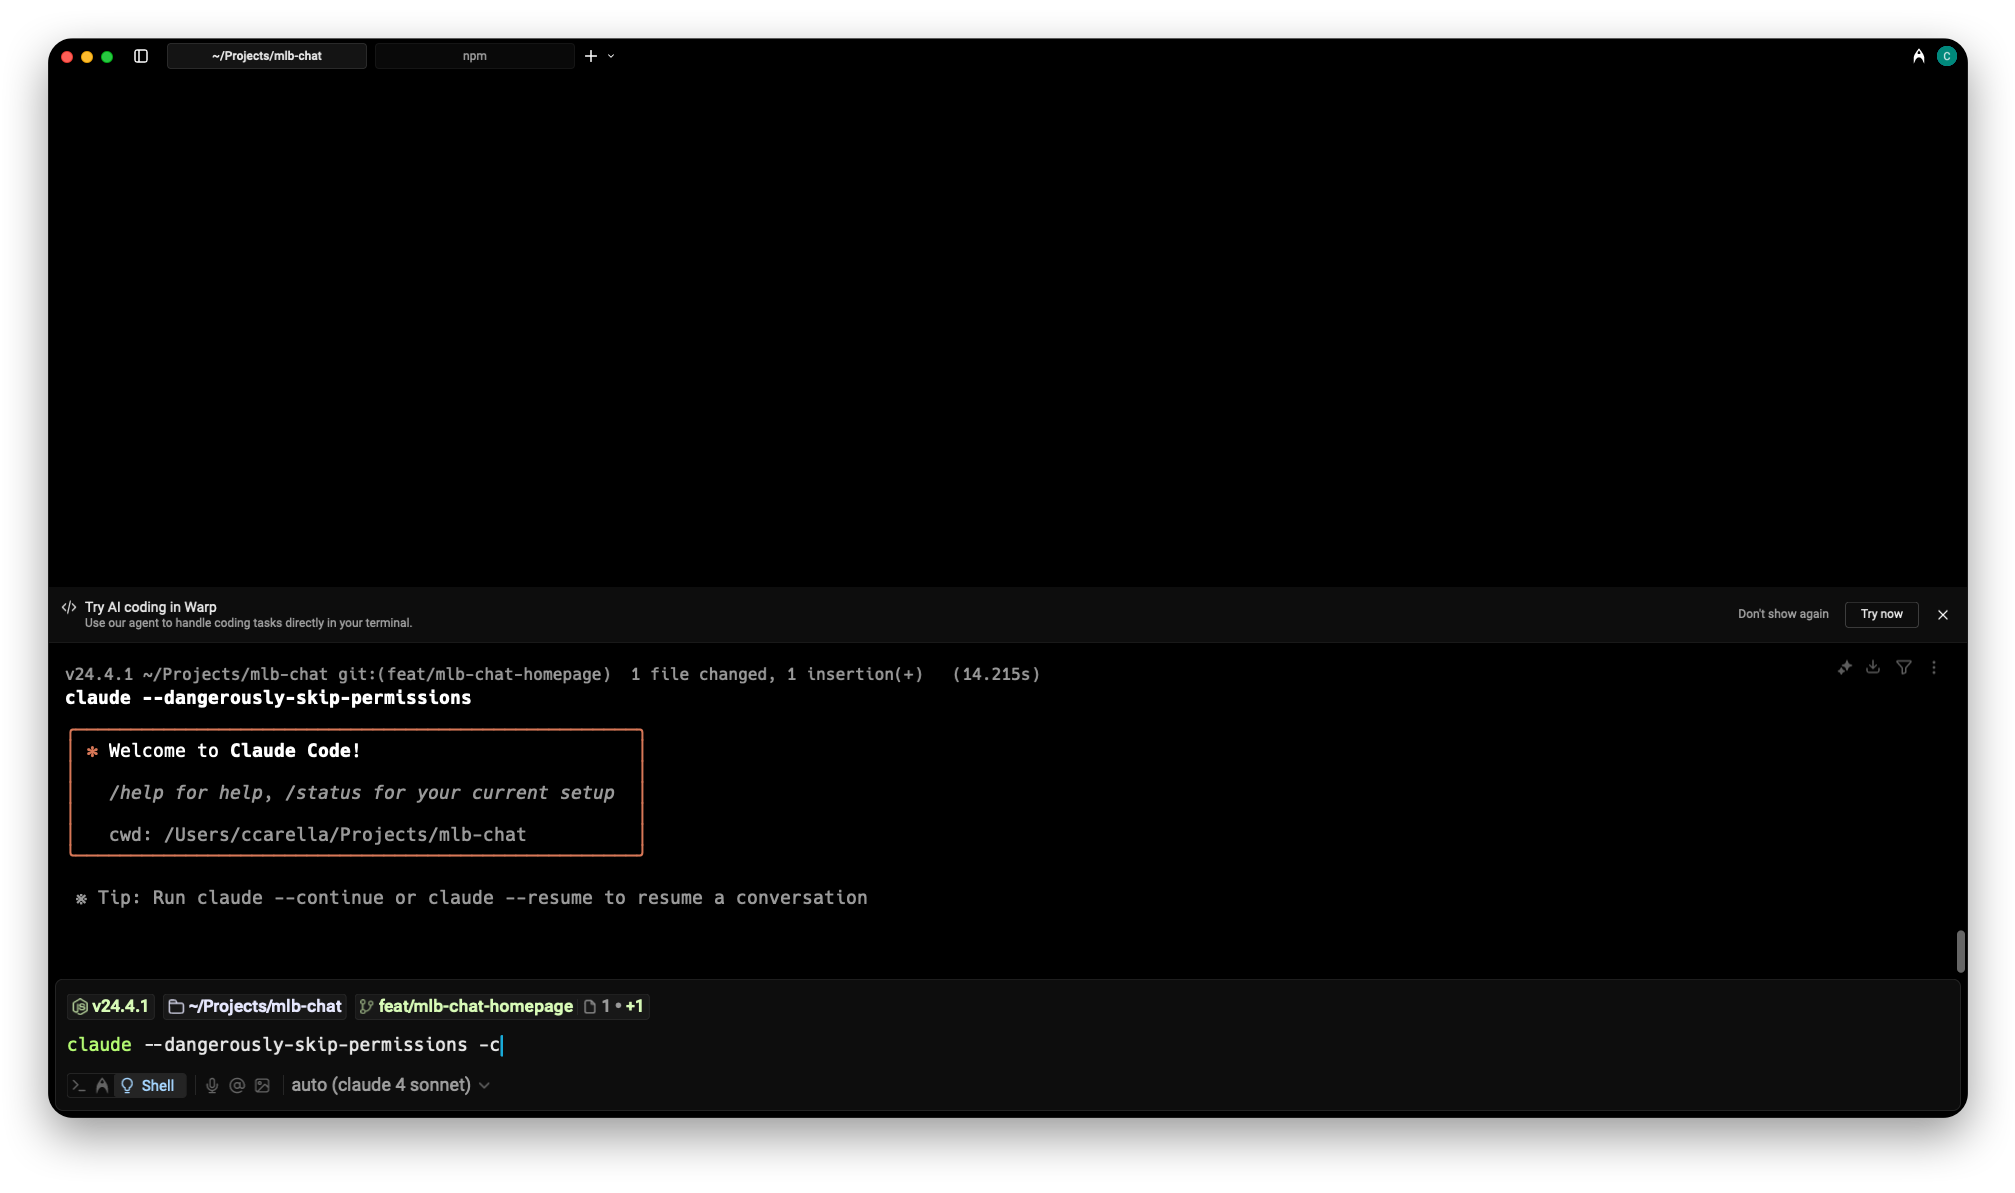 ~/Projects/mlb-chat
npm
C
Try AI coding in Warp
Use our agent to handle coding tasks directly in your terminal.
Don't show again
Try now
v24.4.1 ~/Projects/mlb-chat git:(feat/mlb-chat-homepage)  1 file changed, 1 insertion(+)   (14.215s)
claude --dangerously-skip-permissions
* Welcome to Claude Code!
/help for help, /status for your current setup
cwd: /Users/ccarella/Projects/mlb-chat
※ Tip: Run claude --continue or claude --resume to resume a conversation
v24.4.1 ~/Projects/mlb-chat feat/mlb-chat-homepage 1 • +1
claude --dangerously-skip-permissions -c
Shell auto (claude 4 sonnet)